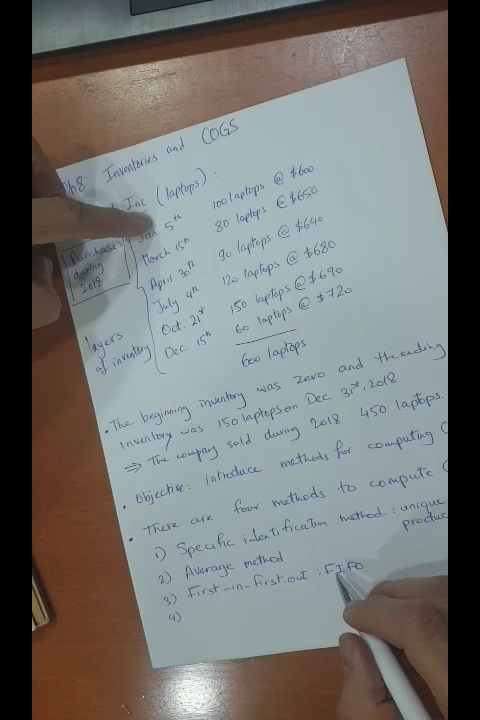 Ch8: Inventories and COGS
Inc (laptops):
Purchases during 2018
Jan 5th 100 laptops @ $600
March 15th 80 laptops @ $650
April 30th 90 laptops @ $640
July 4th 120 laptops @ $680
Oct. 21st 150 laptops @ $690
Dec. 15th 60 laptops @ $720
600 laptops
layers of inventory
• The beginning inventory was zero and the ending
inventory was 150 laptops on Dec 31st, 2018.
⇒ The compay sold during 2018 450 laptops.
• Objective: introduce methods for computing
• There are four methods to compute
1) Specific identification method: unique
produc
2) Average method
3) First-in-first-out: FIFO
4)